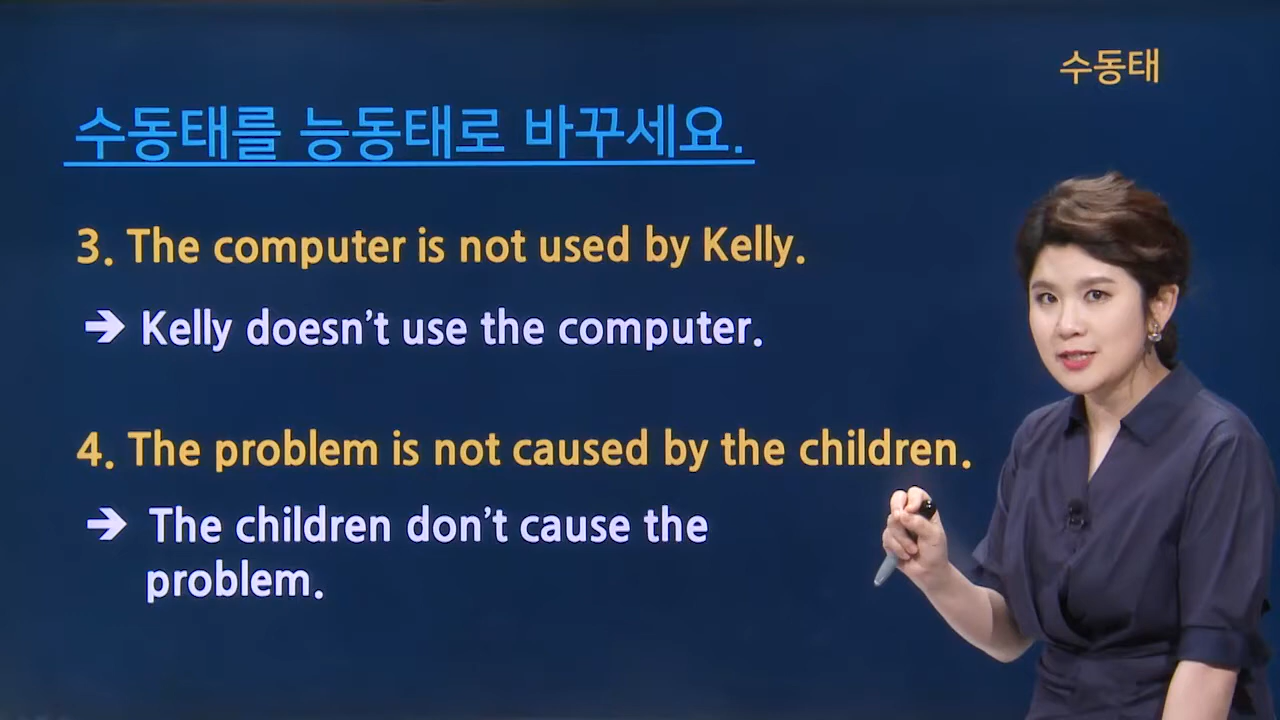 수동태
수동태를 능동태로 바꾸세요.
3. The computer is not used by Kelly.
➔ Kelly doesn’t use the computer.
4. The problem is not caused by the children.
➔ The children don’t cause the
problem.